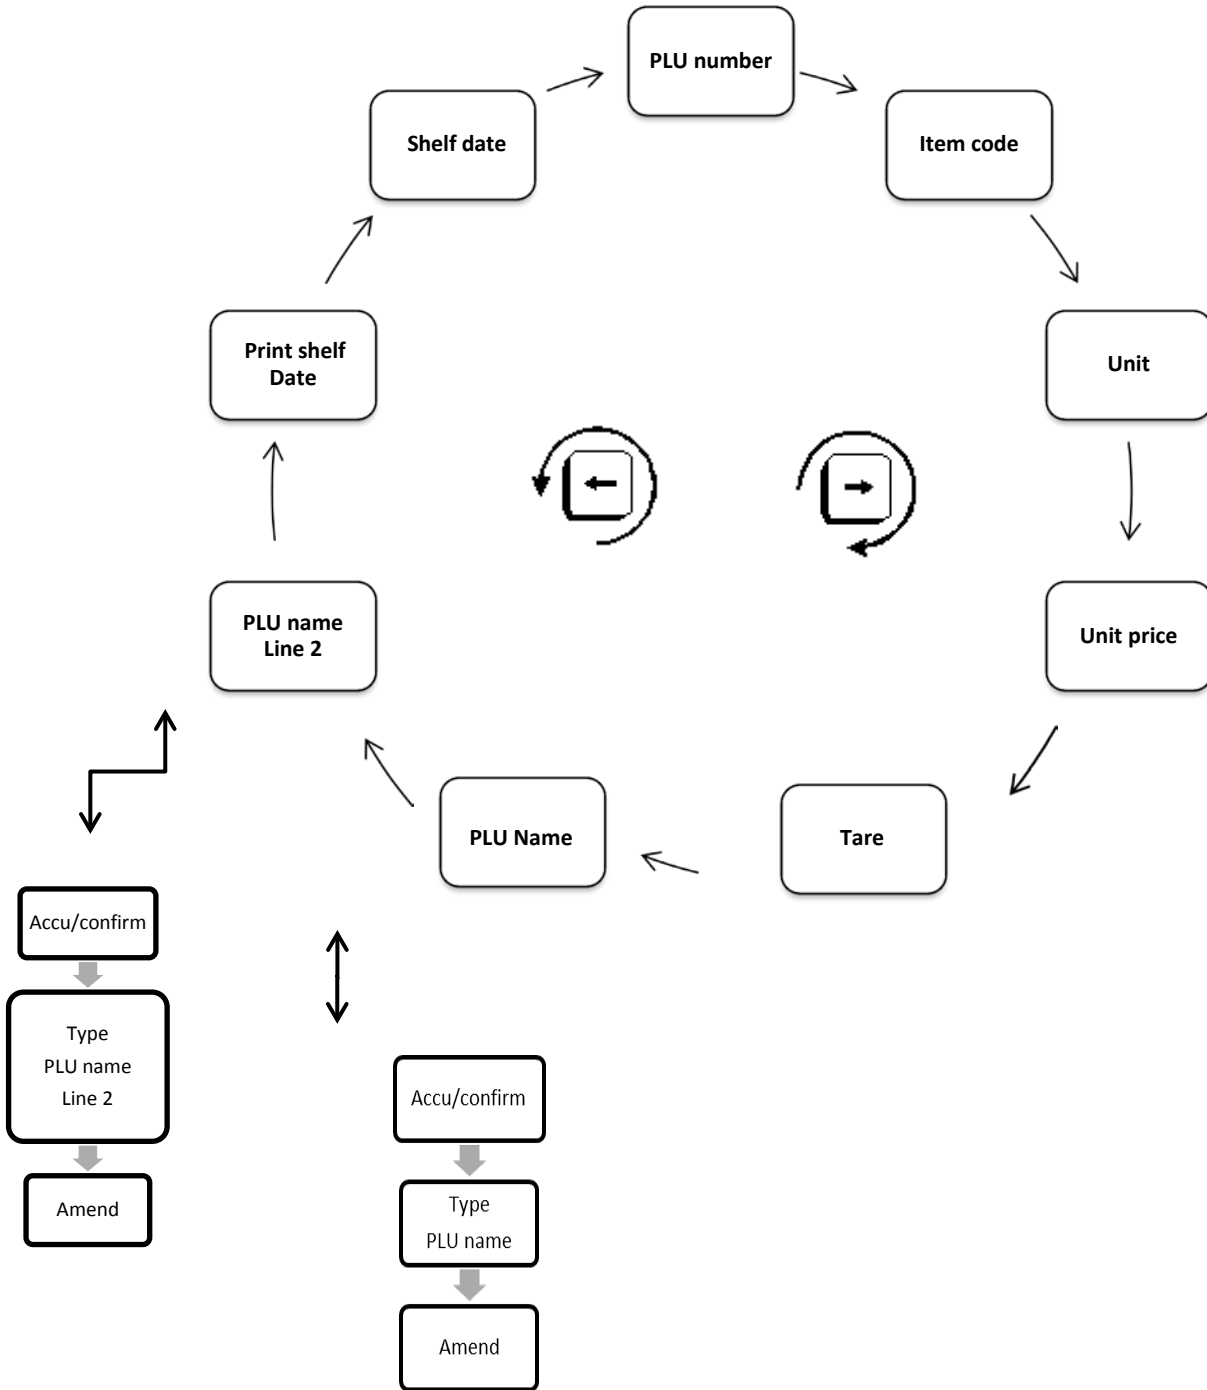 PLU number
Shelf date
Item code
Print shelf
Date
Unit
PLU name
Line 2
Unit price
PLU Name
Tare
Accu/confirm
Type
PLU name
Line 2
Amend
Accu/confirm
Type
PLU name
Amend